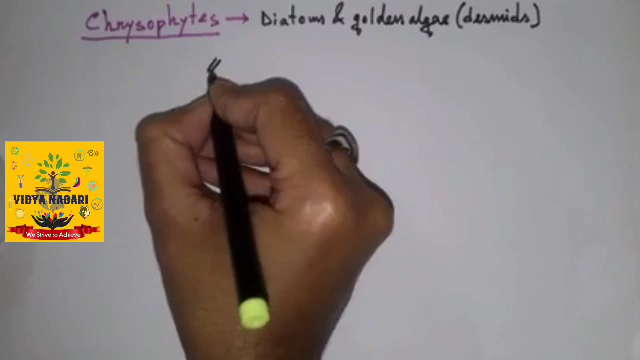 Chrysophytes → Diatoms & golden algae (desmids)
VIDYA NAGARI
We Strive to Achieve